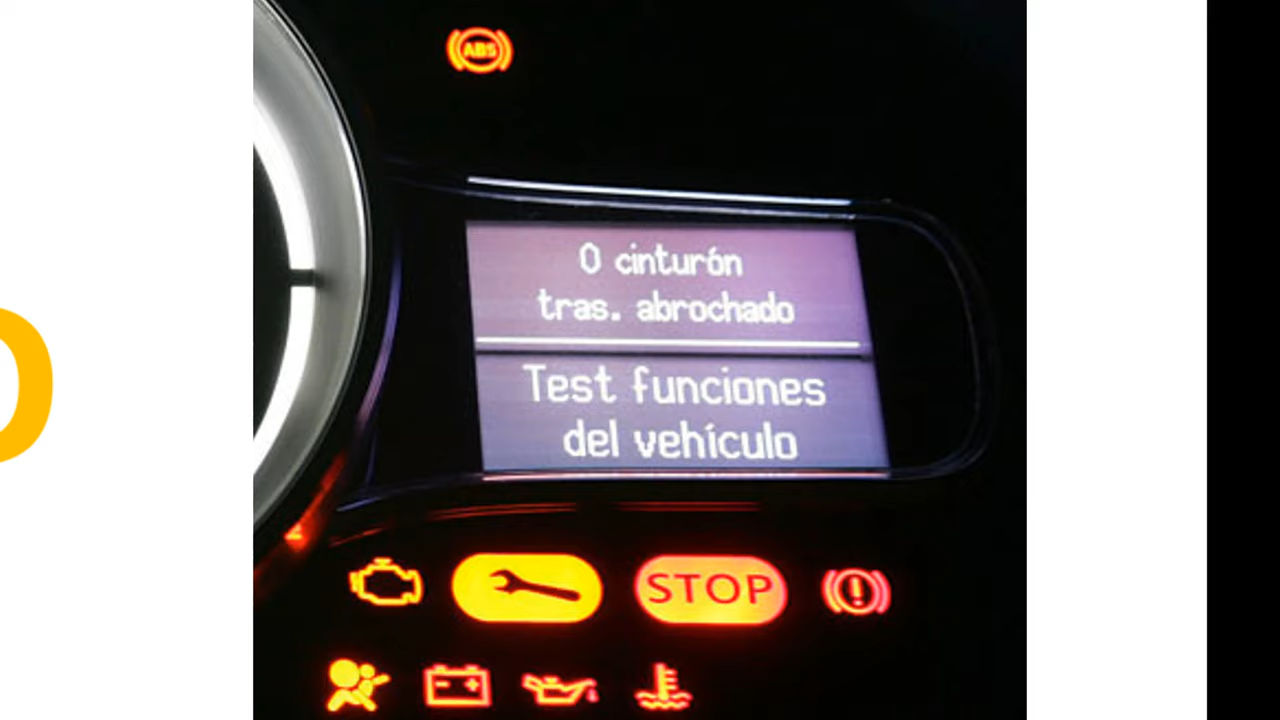 ABS
0 cinturón
tras. abrochado
Test funciones
del vehículo
STOP